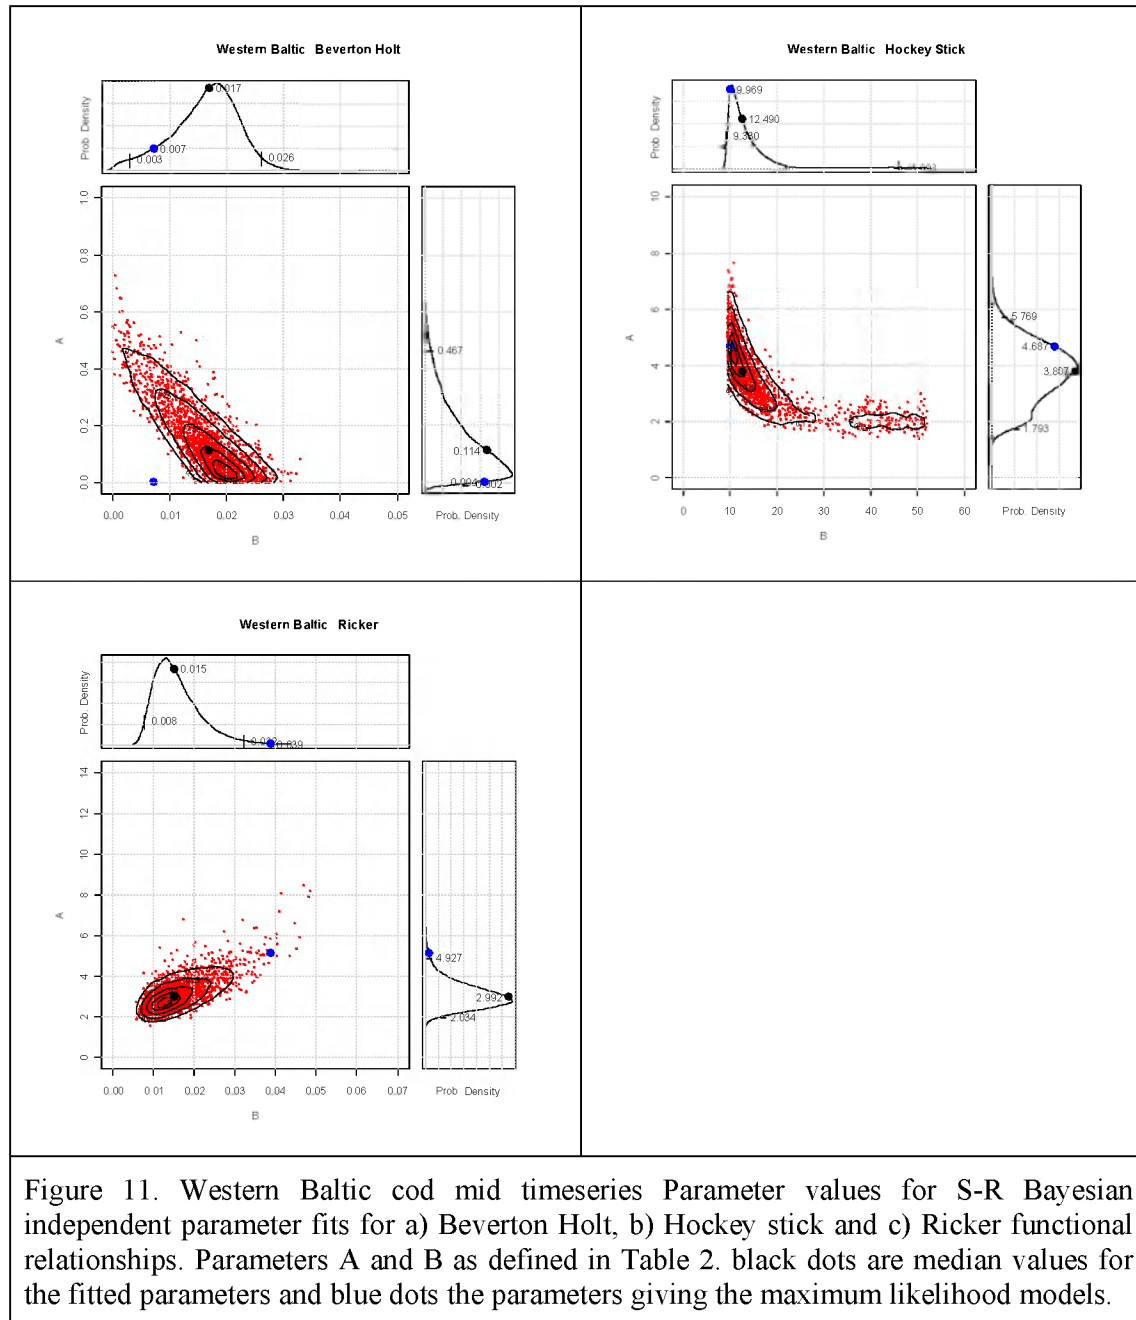 Western Baltic Beverton Holt
Prob. Density
0.017
0.007
0.003
0.026
A
1.0
0.8
0.6
0.4
0.2
0.0
0.467
0.114
0.002
0.00 0.01 0.02 0.03 0.04 0.05
Prob. Density
B
Western Baltic Hockey Stick
Prob. Density
9.969
12.490
9.330
A
10
8
6
4
2
0
5.769
4.687
3.807
1.793
0 10 20 30 40 50 60
Prob. Density
B
Western Baltic Ricker
Prob. Density
0.015
0.008
0.039
A
14
12
10
8
6
4
2
0
4.927
2.992
2.034
0.00 0.01 0.02 0.03 0.04 0.05 0.06 0.07
Prob Density
B
Figure 11. Western Baltic cod mid timeseries Parameter values for S-R Bayesian
independent parameter fits for a) Beverton Holt, b) Hockey stick and c) Ricker functional
relationships. Parameters A and B as defined in Table 2. black dots are median values for
the fitted parameters and blue dots the parameters giving the maximum likelihood models.